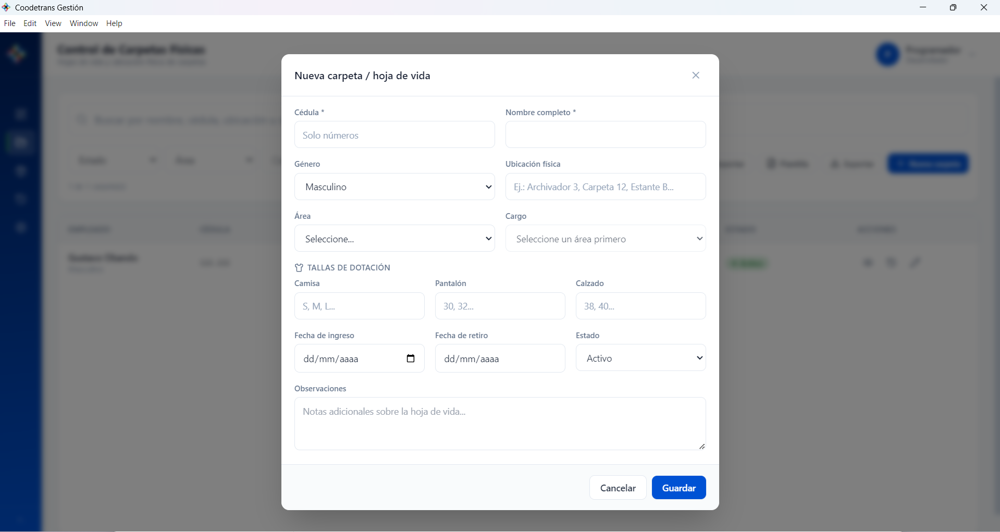 Coodetrans Gestión
File Edit View Window Help
Control de Carpetas Físicas
Programador
Nueva carpeta / hoja de vida
Cédula *
Nombre completo *
Solo números
Género
Ubicación física
Masculino
Ej.: Archivador 3, Carpeta 12, Estante B...
Área
Cargo
Seleccione...
Seleccione un área primero
TALLAS DE DOTACIÓN
Camisa
Pantalón
Calzado
S, M, L...
30, 32...
38, 40...
Fecha de ingreso
Fecha de retiro
Estado
dd/mm/aaaa
dd/mm/aaaa
Activo
Observaciones
Notas adicionales sobre la hoja de vida...
Cancelar
Guardar